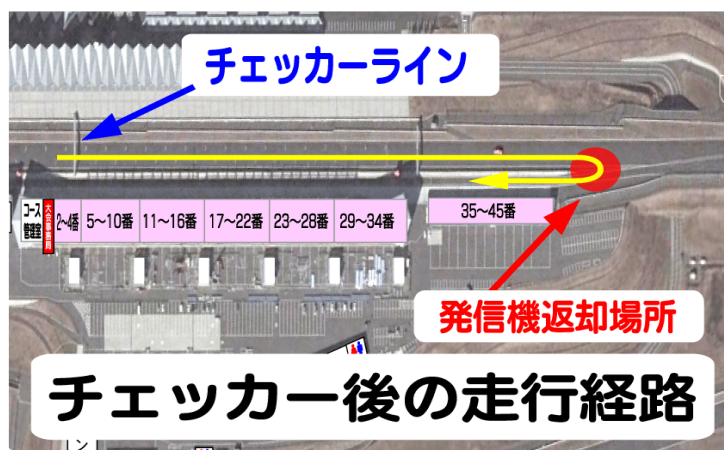 チェッカーライン
コース
管理室
大会事務局
2~4番
5~10番
11~16番
17~22番
23~28番
29~34番
35~45番
発信機返却場所
チェッカー後の走行経路
ン